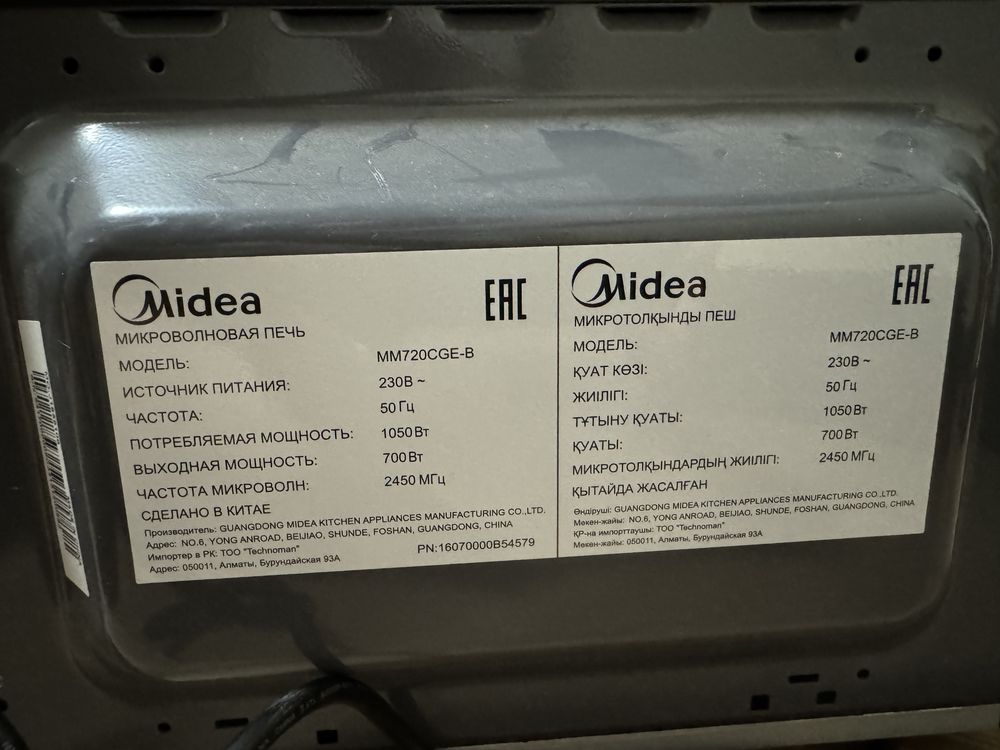 Midea
EAC
МИКРОВОЛНОВАЯ ПЕЧЬ
МОДЕЛЬ: MM720CGE-B
ИСТОЧНИК ПИТАНИЯ: 230В ~
ЧАСТОТА: 50 Гц
ПОТРЕБЛЯЕМАЯ МОЩНОСТЬ: 1050 Вт
ВЫХОДНАЯ МОЩНОСТЬ: 700 Вт
ЧАСТОТА МИКРОВОЛН: 2450 МГц
СДЕЛАНО В КИТАЕ
Производитель: GUANGDONG MIDEA KITCHEN APPLIANCES MANUFACTURING CO.,LTD.
Адрес: NO.6, YONG ANROAD, BEIJIAO, SHUNDE, FOSHAN, GUANGDONG, CHINA
Импортер в РК: ТОО "Technoman"
Адрес: 050011, Алматы, Бурундайская 93А
PN:16070000B54579
Midea
EAC
МИКРОТОЛҚЫНДЫ ПЕШ
МОДЕЛЬ: MM720CGE-B
ҚУАТ КӨЗІ: 230В ~
ЖИІЛІГІ: 50 Гц
ТҰТЫНУ ҚУАТЫ: 1050 Вт
ҚУАТЫ: 700 Вт
МИКРОТОЛҚЫНДАРДЫҢ ЖИІЛІГІ: 2450 МГц
ҚЫТАЙДА ЖАСАЛҒАН
Өндіруші: GUANGDONG MIDEA KITCHEN APPLIANCES MANUFACTURING CO.,LTD.
Мекен-жайы: NO.6, YONG ANROAD, BEIJIAO, SHUNDE, FOSHAN, GUANGDONG, CHINA
ҚР-на импорттаушы: ТОО "Technoman"
Мекен-жайы: 050011, Алматы, Бурундайская 93А